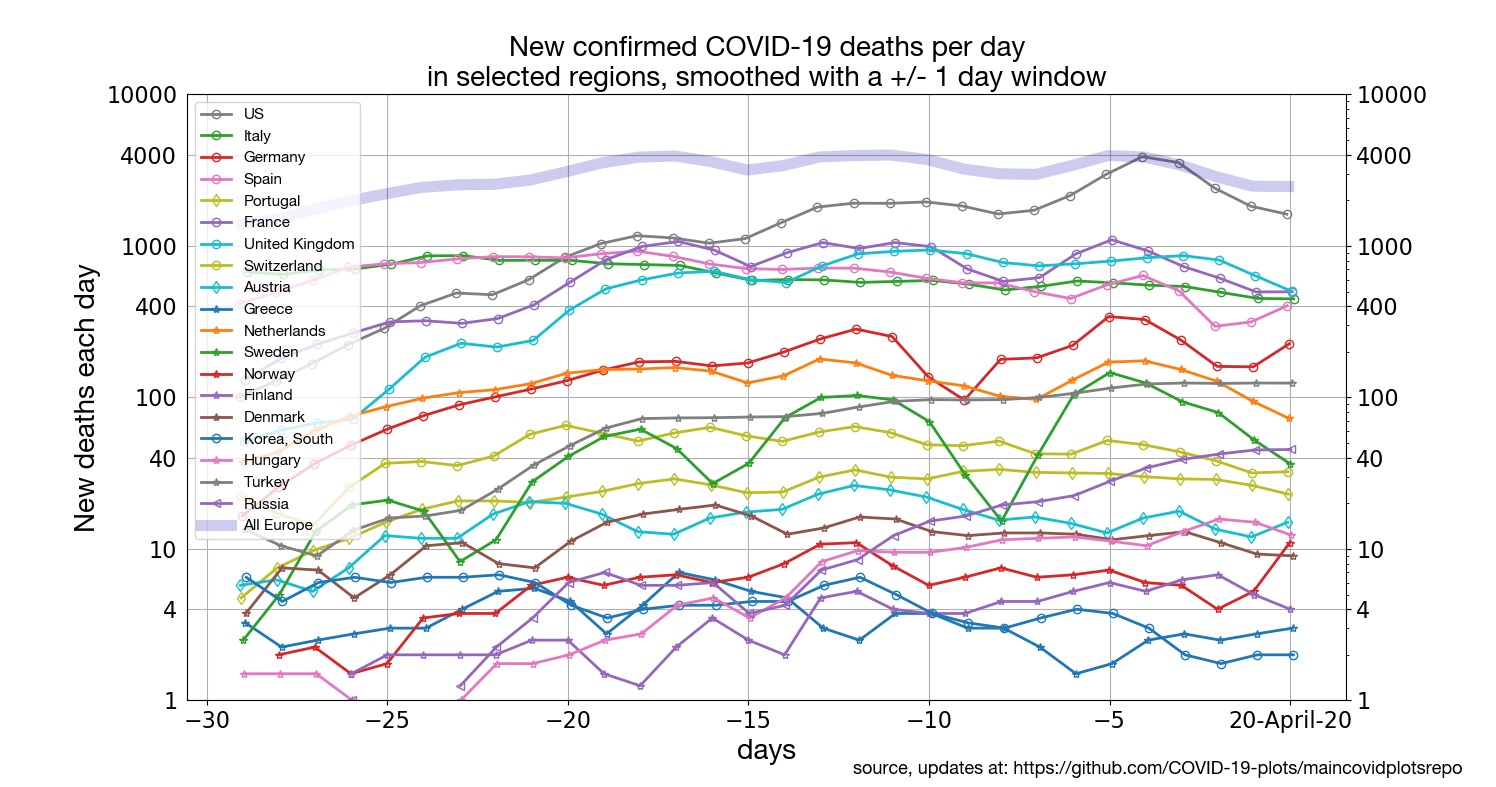 New confirmed COVID-19 deaths per day
in selected regions, smoothed with a +/- 1 day window
New deaths each day
10000
4000
1000
400
100
40
10
4
1
US
Italy
Germany
Spain
Portugal
France
United Kingdom
Switzerland
Austria
Greece
Netherlands
Sweden
Norway
Finland
Denmark
Korea, South
Hungary
Turkey
Russia
All Europe
10000
4000
1000
400
100
40
10
4
1
−30 −25 −20 −15 −10 −5 20-April-20
days
source, updates at: https://github.com/COVID-19-plots/maincovidplotsrepo